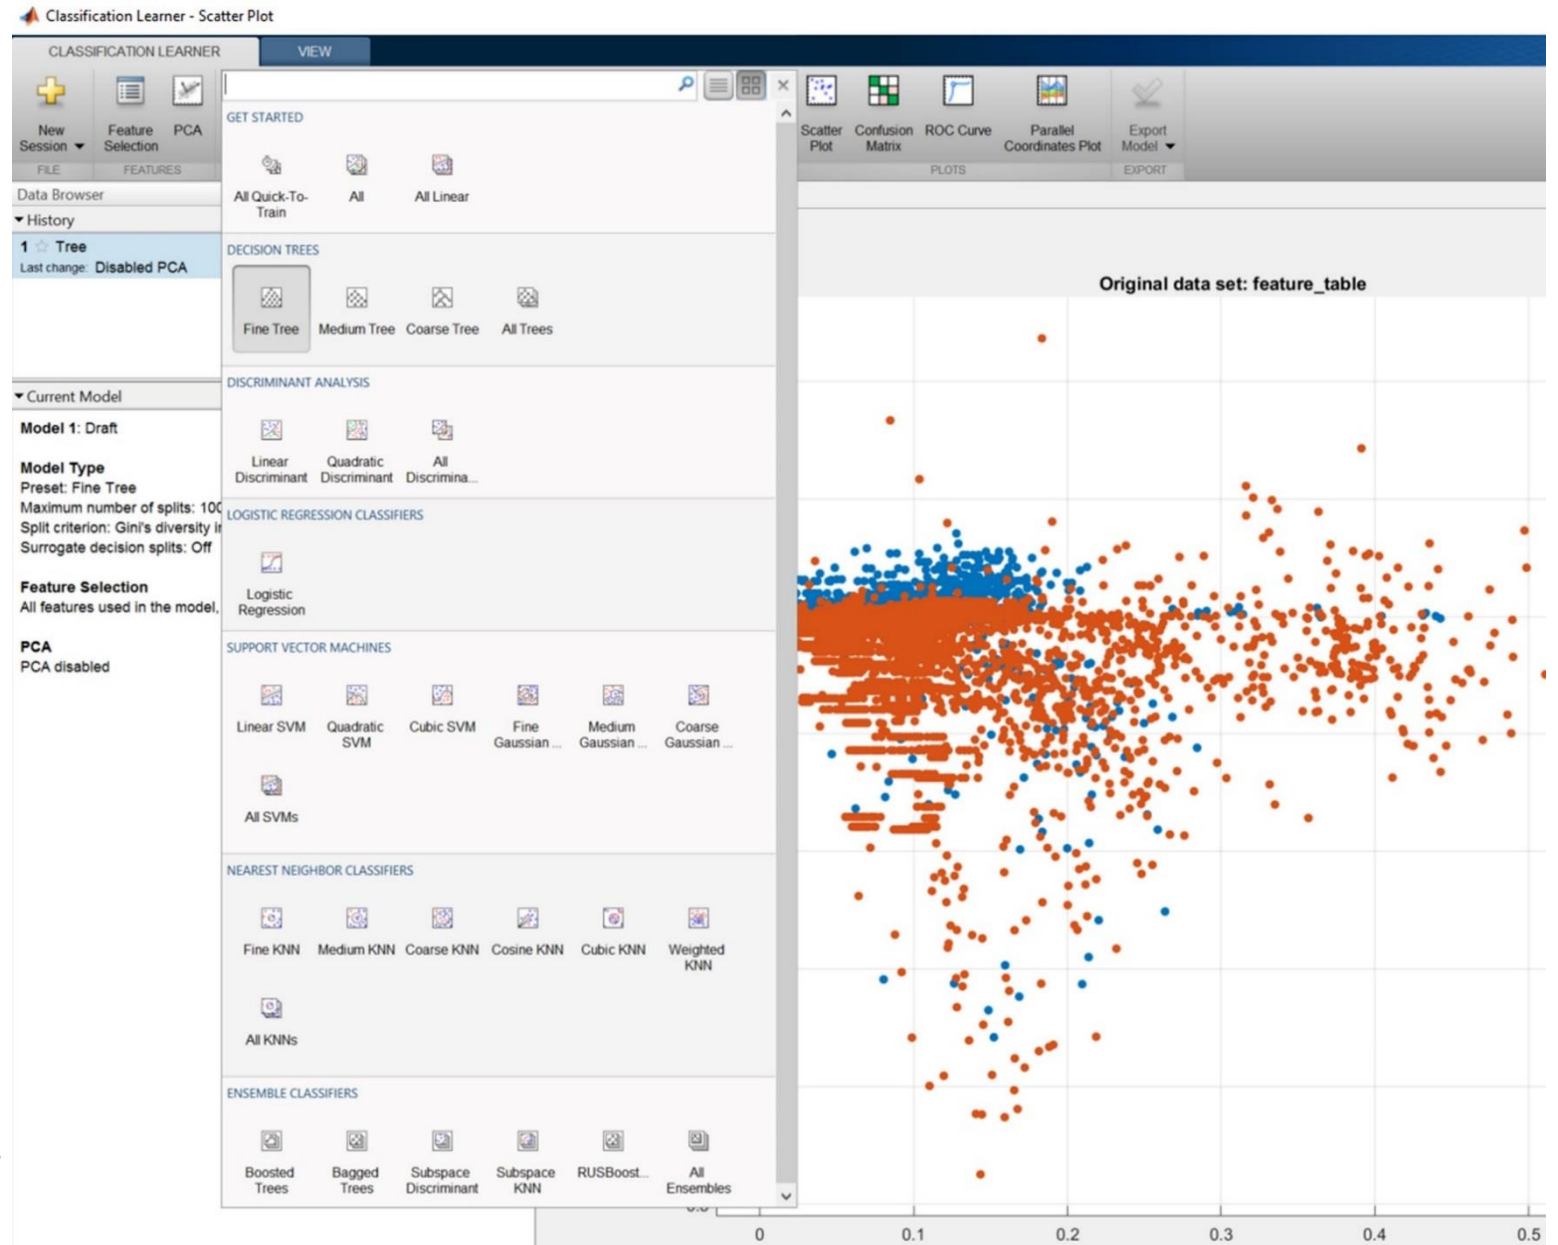 Classification Learner - Scatter Plot
CLASSIFICATION LEARNER
VIEW
New Session
Feature Selection
PCA
FILE
FEATURES
Scatter Plot
Confusion Matrix
ROC Curve
Parallel Coordinates Plot
Export Model
PLOTS
EXPORT
Data Browser
History
1 Tree
Last change: Disabled PCA
Current Model
Model 1: Draft
Model Type
Preset: Fine Tree
Maximum number of splits: 100
Split criterion: Gini's diversity
Surrogate decision splits: Off
Feature Selection
All features used in the model,
PCA
PCA disabled
GET STARTED
All Quick-To-Train
All
All Linear
DECISION TREES
Fine Tree
Medium Tree
Coarse Tree
All Trees
DISCRIMINANT ANALYSIS
Linear Discriminant
Quadratic Discriminant
All Discrimina...
LOGISTIC REGRESSION CLASSIFIERS
Logistic Regression
SUPPORT VECTOR MACHINES
Linear SVM
Quadratic SVM
Cubic SVM
Fine Gaussian ...
Medium Gaussian ...
Coarse Gaussian ...
All SVMs
NEAREST NEIGHBOR CLASSIFIERS
Fine KNN
Medium KNN
Coarse KNN
Cosine KNN
Cubic KNN
Weighted KNN
All KNNs
ENSEMBLE CLASSIFIERS
Boosted Trees
Bagged Trees
Subspace Discriminant
Subspace KNN
RUSBoost...
All Ensembles
Original data set: feature_table
0
0.1
0.2
0.3
0.4
0.5